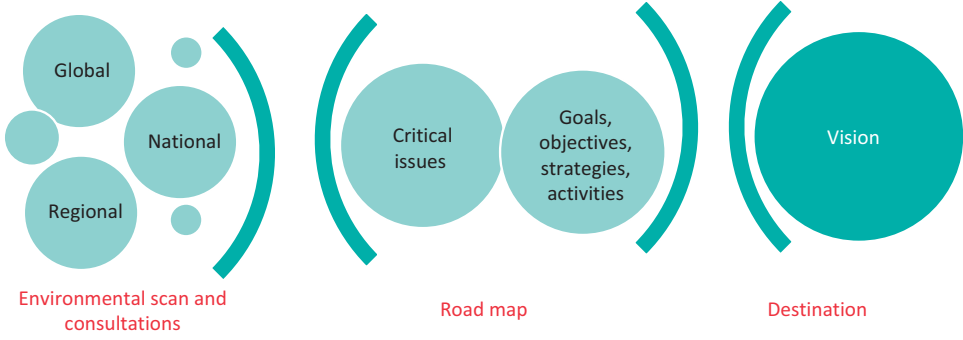 Global
National
Regional
Environmental scan and
consultations
Critical
issues
Goals,
objectives,
strategies,
activities
Road map
Vision
Destination